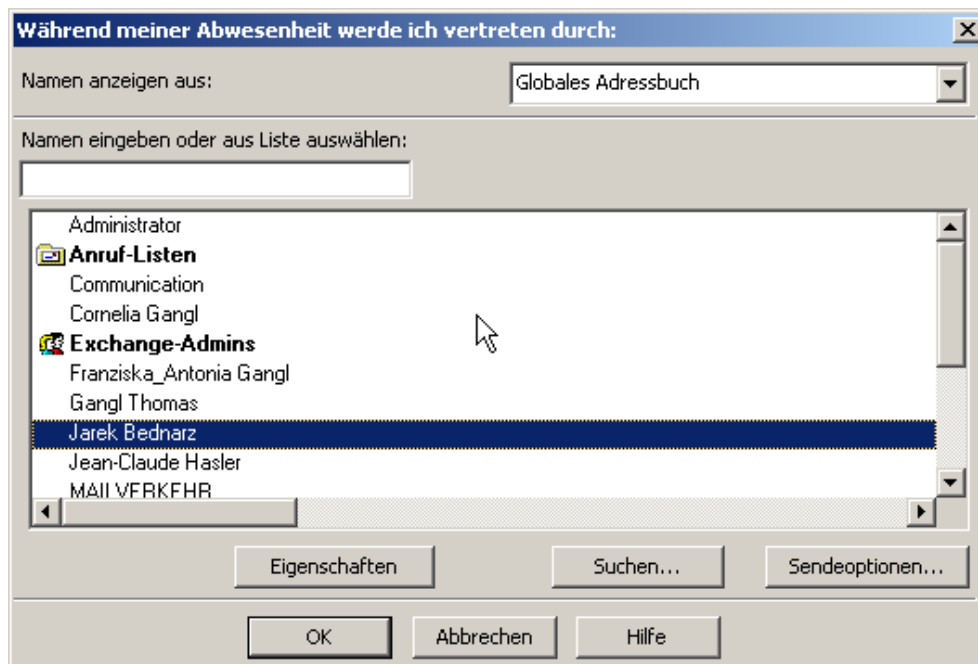 Während meiner Abwesenheit werde ich vertreten durch:
Namen anzeigen aus: Globales Adressbuch
Namen eingeben oder aus Liste auswählen:
Administrator
Anruf-Listen
Communication
Cornelia Gangl
Exchange-Admins
Franziska_Antonia Gangl
Gangl Thomas
Jarek Bednarz
Jean-Claude Hasler
MAILVERKEHR
Eigenschaften Suchen... Sendeoptionen...
OK Abbrechen Hilfe